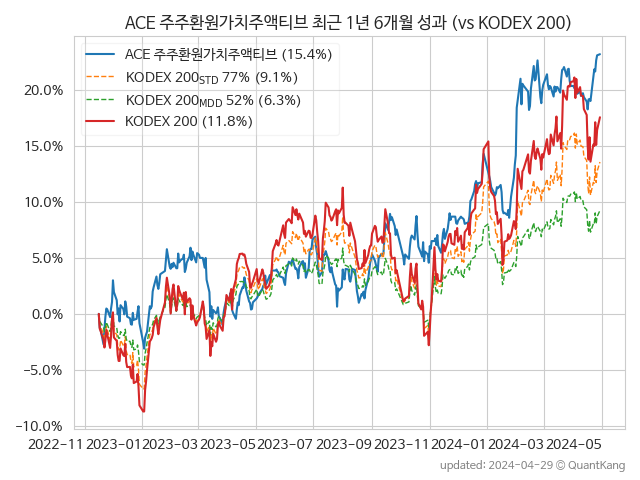 ACE 주주환원가치주액티브 최근 1년 6개월 성과 (vs KODEX 200)
ACE 주주환원가치주액티브 (15.4%)
KODEX 200STD 77% (9.1%)
KODEX 200MDD 52% (6.3%)
KODEX 200 (11.8%)
20.0%
15.0%
10.0%
5.0%
0.0%
−5.0%
−10.0%
2022-11 2023-01 2023-03 2023-05 2023-07 2023-09 2023-11 2024-01 2024-03 2024-05
updated: 2024-04-29 © QuantKang